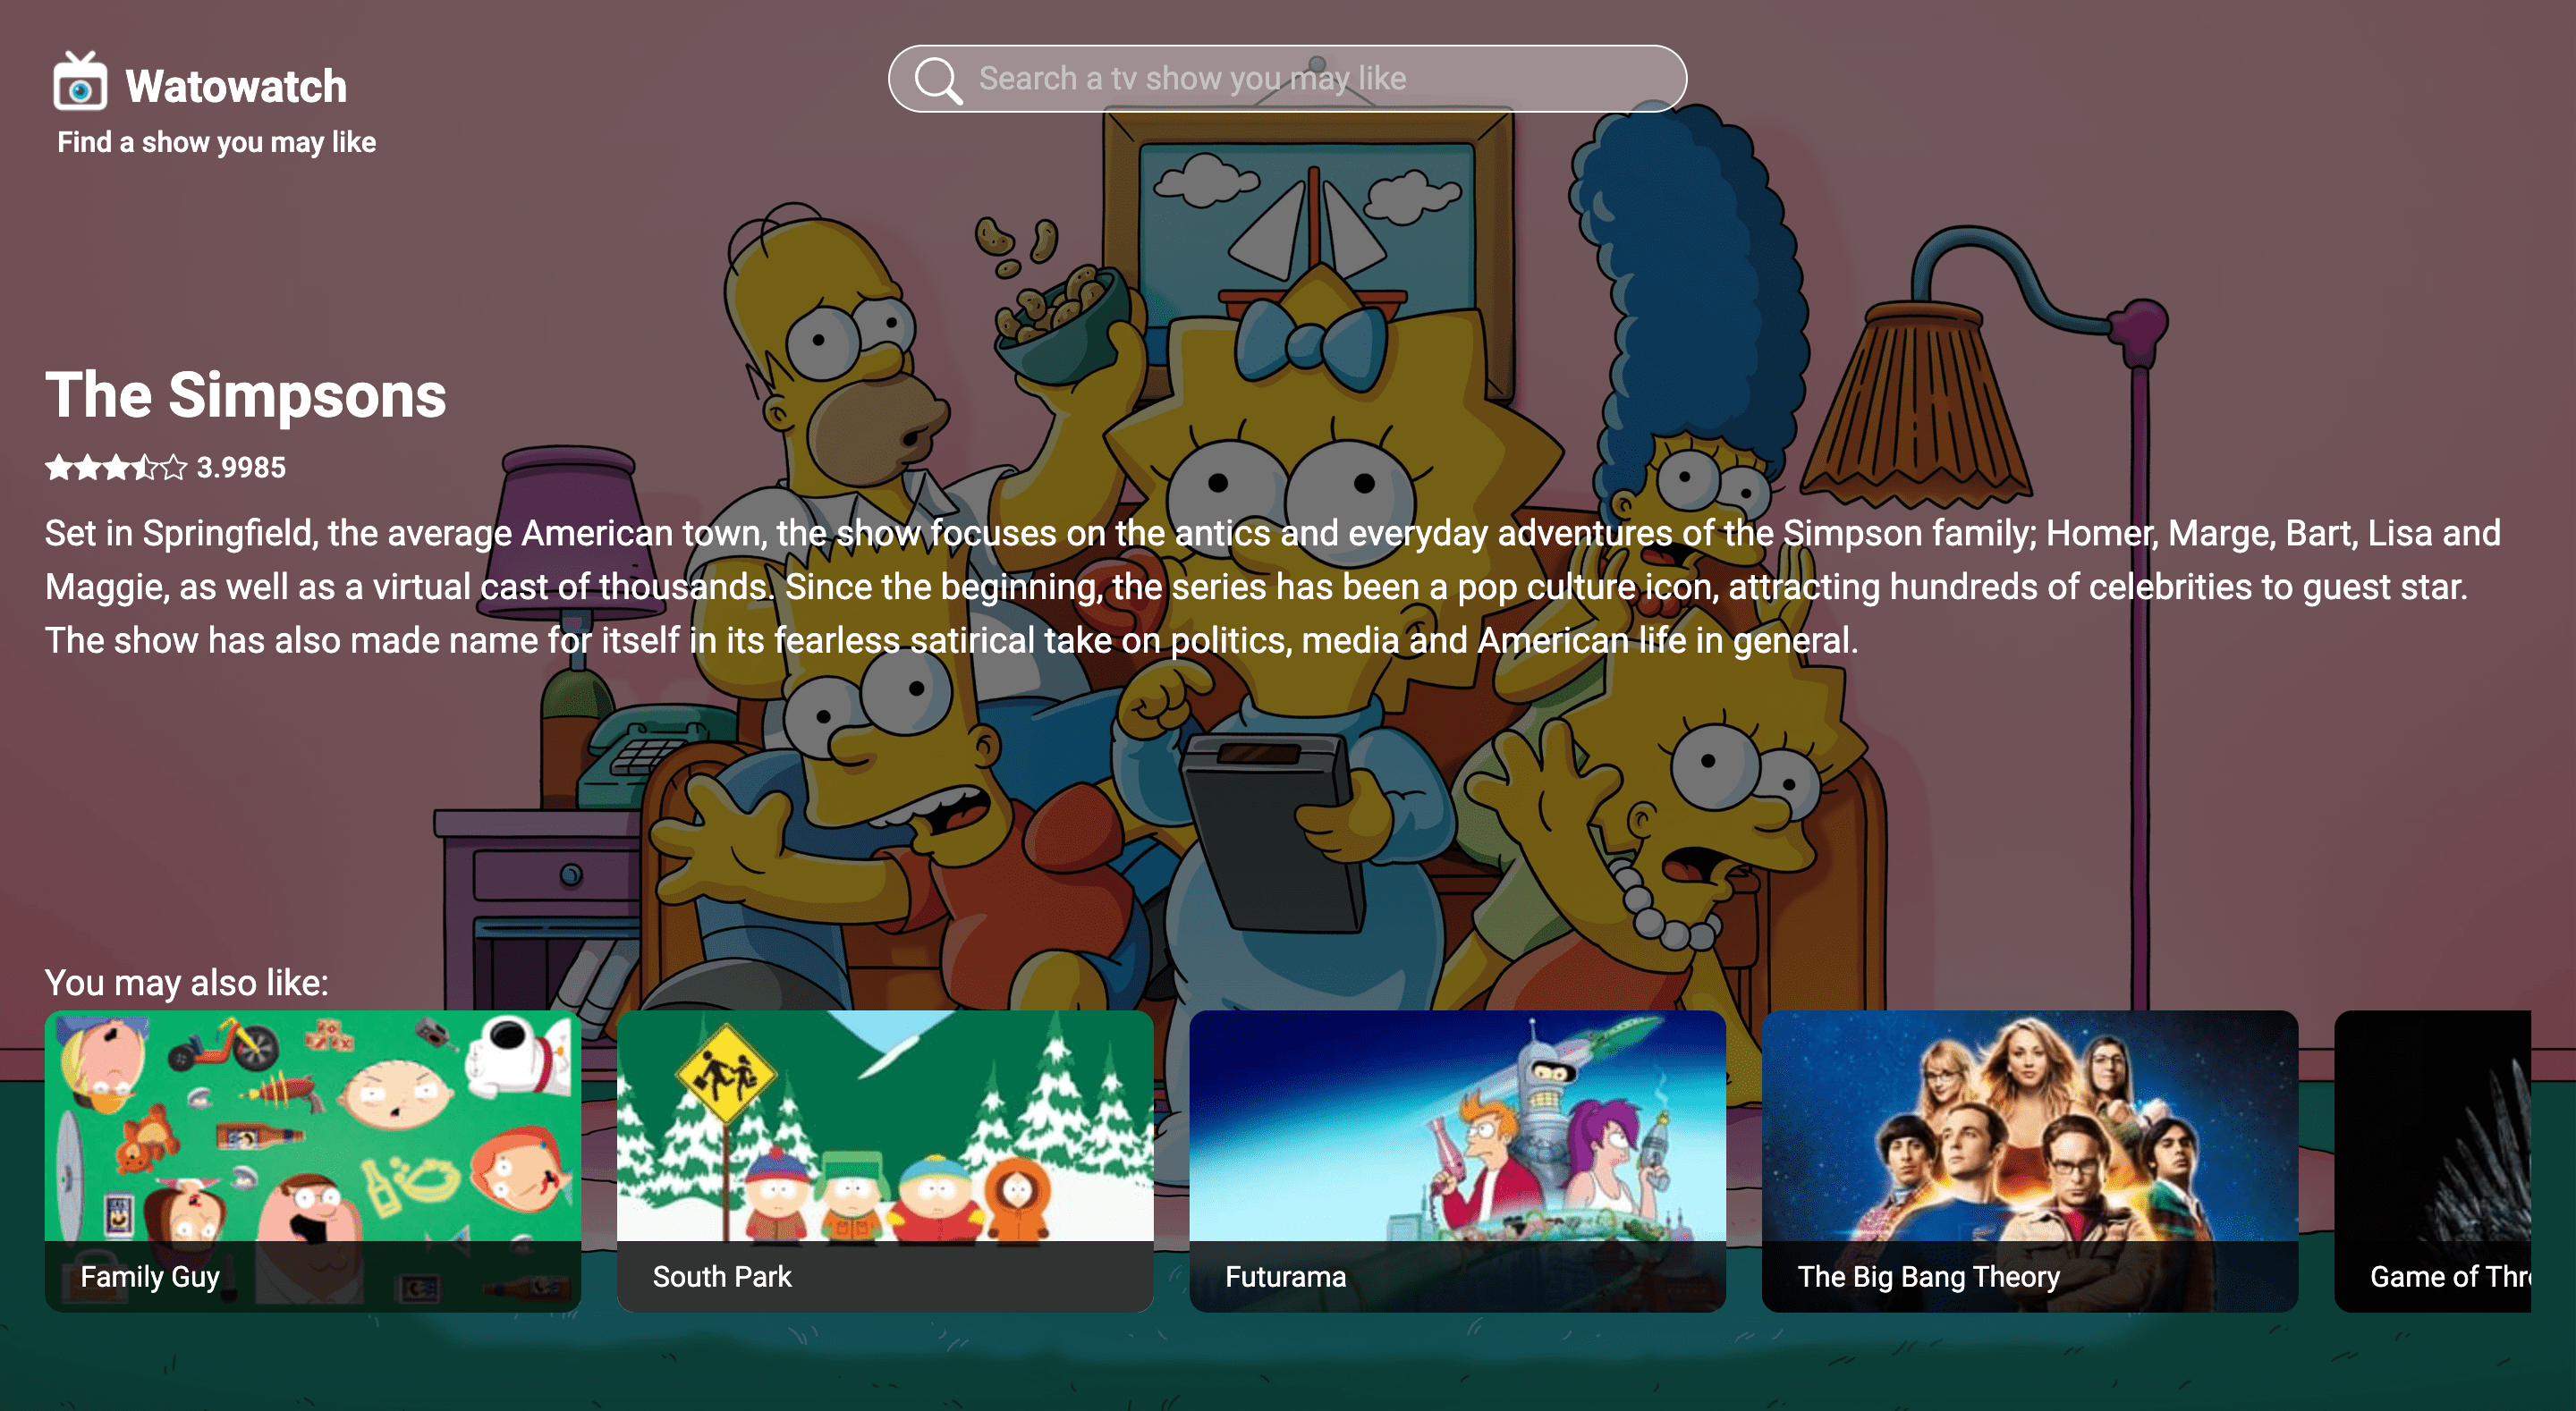 Watowatch
Search a tv show you may like
Find a show you may like
The Simpsons
3.9985
Set in Springfield, the average American town, the show focuses on the antics and everyday adventures of the Simpson family; Homer, Marge, Bart, Lisa and
Maggie, as well as a virtual cast of thousands. Since the beginning, the series has been a pop culture icon, attracting hundreds of celebrities to guest star.
The show has also made name for itself in its fearless satirical take on politics, media and American life in general.
You may also like:
Family Guy
South Park
Futurama
The Big Bang Theory
Game of Thr